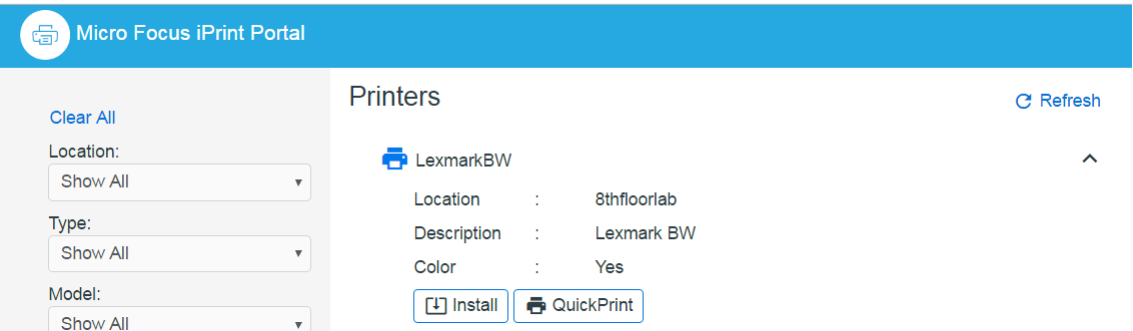 Micro Focus iPrint Portal
Clear All
Location:
Show All
Type:
Show All
Model:
Show All
Printers
Refresh
LexmarkBW
Location : 8thfloorlab
Description : Lexmark BW
Color : Yes
Install QuickPrint